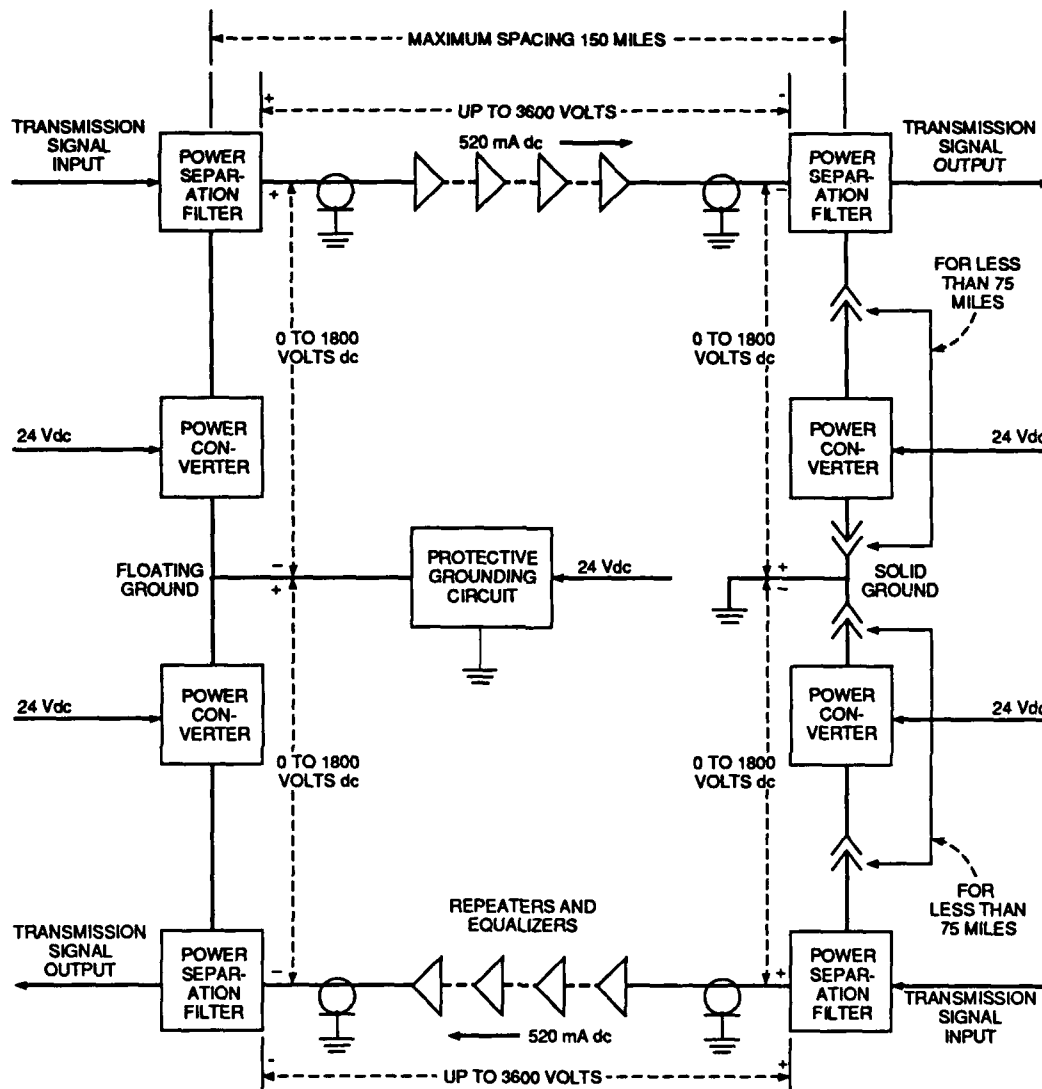 MAXIMUM SPACING 150 MILES
+
-
UP TO 3600 VOLTS
TRANSMISSION
SIGNAL
INPUT
POWER
SEPAR-
ATION
FILTER
520 mA dc
POWER
SEPAR-
ATION
FILTER
TRANSMISSION
SIGNAL
OUTPUT
+
-
FOR LESS
THAN 75
MILES
0 TO 1800
VOLTS dc
0 TO 1800
VOLTS dc
24 Vdc
POWER
CON-
VERTER
POWER
CON-
VERTER
24 Vdc
FLOATING
GROUND
-
+
PROTECTIVE
GROUNDING
CIRCUIT
24 Vdc
+
-
SOLID
GROUND
24 Vdc
POWER
CON-
VERTER
POWER
CON-
VERTER
24 Vdc
0 TO 1800
VOLTS dc
0 TO 1800
VOLTS dc
FOR
LESS THAN
75 MILES
REPEATERS AND
EQUALIZERS
TRANSMISSION
SIGNAL
OUTPUT
POWER
SEPAR-
ATION
FILTER
-
+
POWER
SEPAR-
ATION
FILTER
TRANSMISSION
SIGNAL
INPUT
520 mA dc
-
+
UP TO 3600 VOLTS